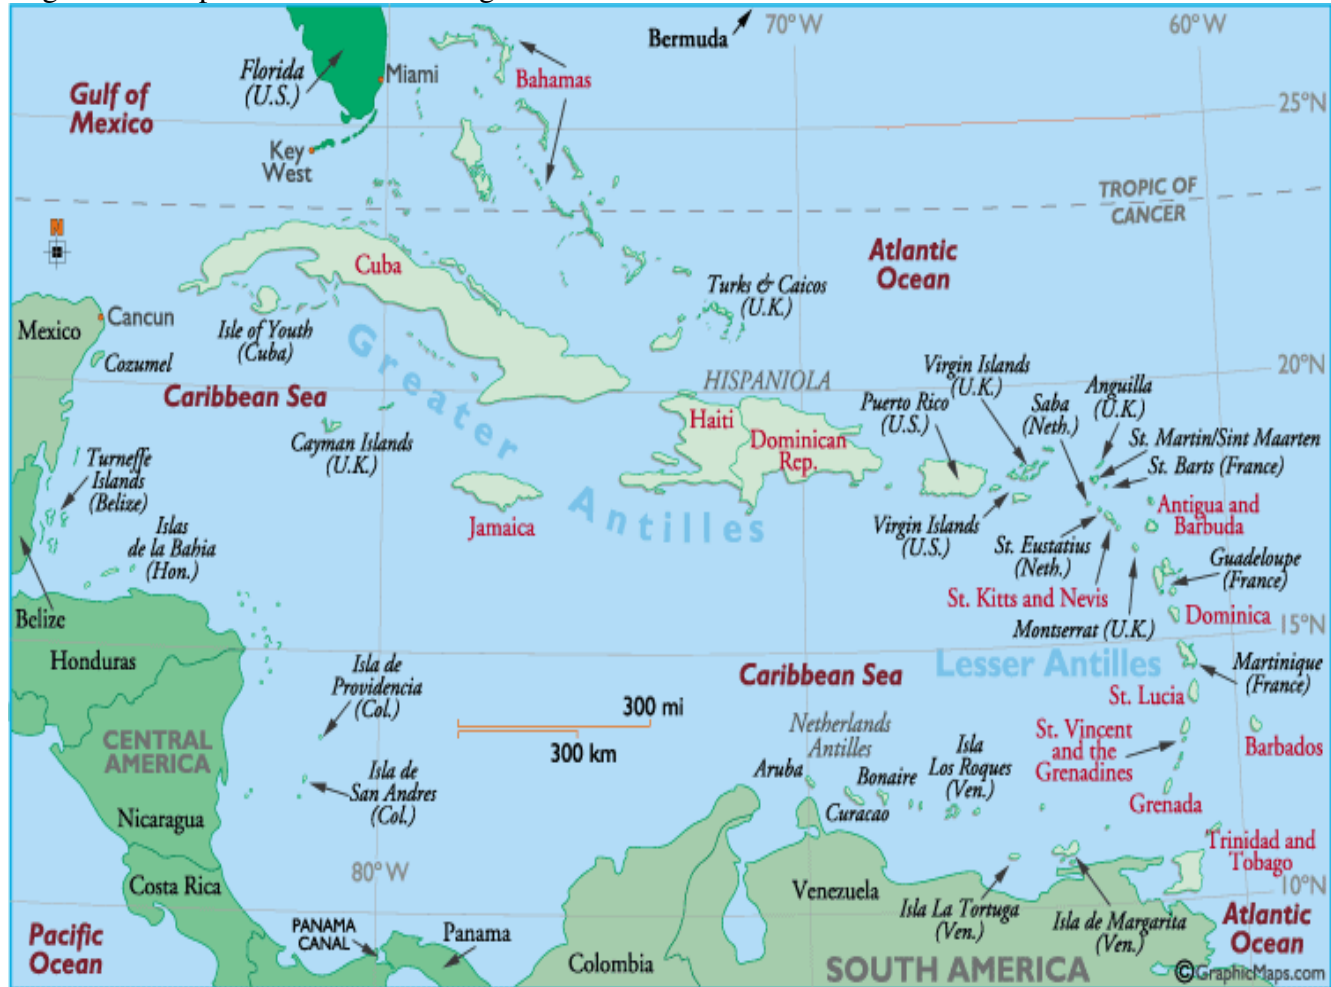 Bermuda
70°W
60°W
Florida
(U.S.)
Miami
Bahamas
Gulf of
Mexico
25°N
Key
West
TROPIC OF
CANCER
N
Cuba
Atlantic
Ocean
Turks & Caicos
(U.K.)
Cancun
Mexico
Isle of Youth
(Cuba)
Cozumel
Greater
Antilles
20°N
Caribbean Sea
HISPANIOLA
Virgin Islands
(U.K.)
Anguilla
(U.K.)
Puerto Rico
(U.S.)
Saba
(Neth.)
Haiti
Dominican
Rep.
Cayman Islands
(U.K.)
St. Martin/Sint Maarten
St. Barts (France)
Turneffe
Islands
(Belize)
Jamaica
Antigua and
Barbuda
Virgin Islands
(U.S.)
St. Eustatius
(Neth.)
Islas
de la Bahia
(Hon.)
Guadeloupe
(France)
St. Kitts and Nevis
Dominica
Montserrat (U.K.)
15°N
Belize
Honduras
Isla de
Providencia
(Col.)
Caribbean Sea
Lesser Antilles
Martinique
(France)
St. Lucia
300 mi
300 km
Netherlands
Antilles
St. Vincent
and the
Grenadines
Barbados
CENTRAL
AMERICA
Isla
Los Roques
(Ven.)
Aruba
Bonaire
Curacao
Isla de
San Andres
(Col.)
Grenada
Nicaragua
Trinidad and
Tobago
80°W
Costa Rica
Venezuela
10°N
Isla La Tortuga
(Ven.)
Isla de Margarita
(Ven.)
Atlantic
Ocean
Pacific
Ocean
PANAMA
CANAL
Panama
Colombia
SOUTH AMERICA
©GraphicMaps.com